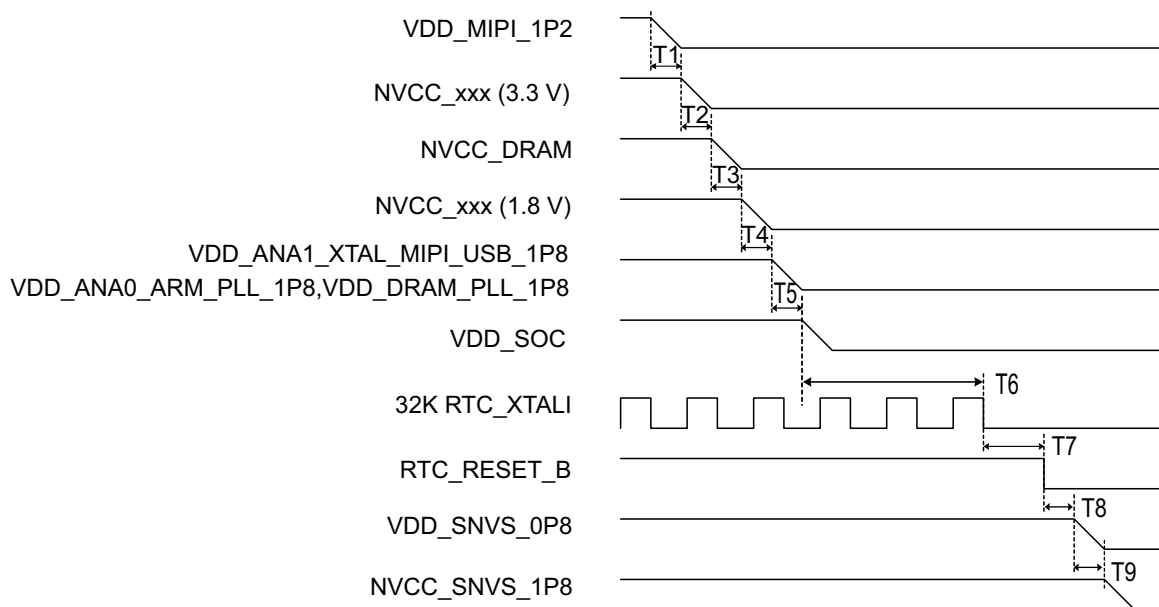 VDD_MIPI_1P2
T1
NVCC_xxx (3.3 V)
T2
NVCC_DRAM
T3
NVCC_xxx (1.8 V)
T4
VDD_ANA1_XTAL_MIPI_USB_1P8
VDD_ANA0_ARM_PLL_1P8,VDD_DRAM_PLL_1P8
T5
VDD_SOC
T6
32K RTC_XTALI
T7
RTC_RESET_B
T8
VDD_SNVS_0P8
T9
NVCC_SNVS_1P8